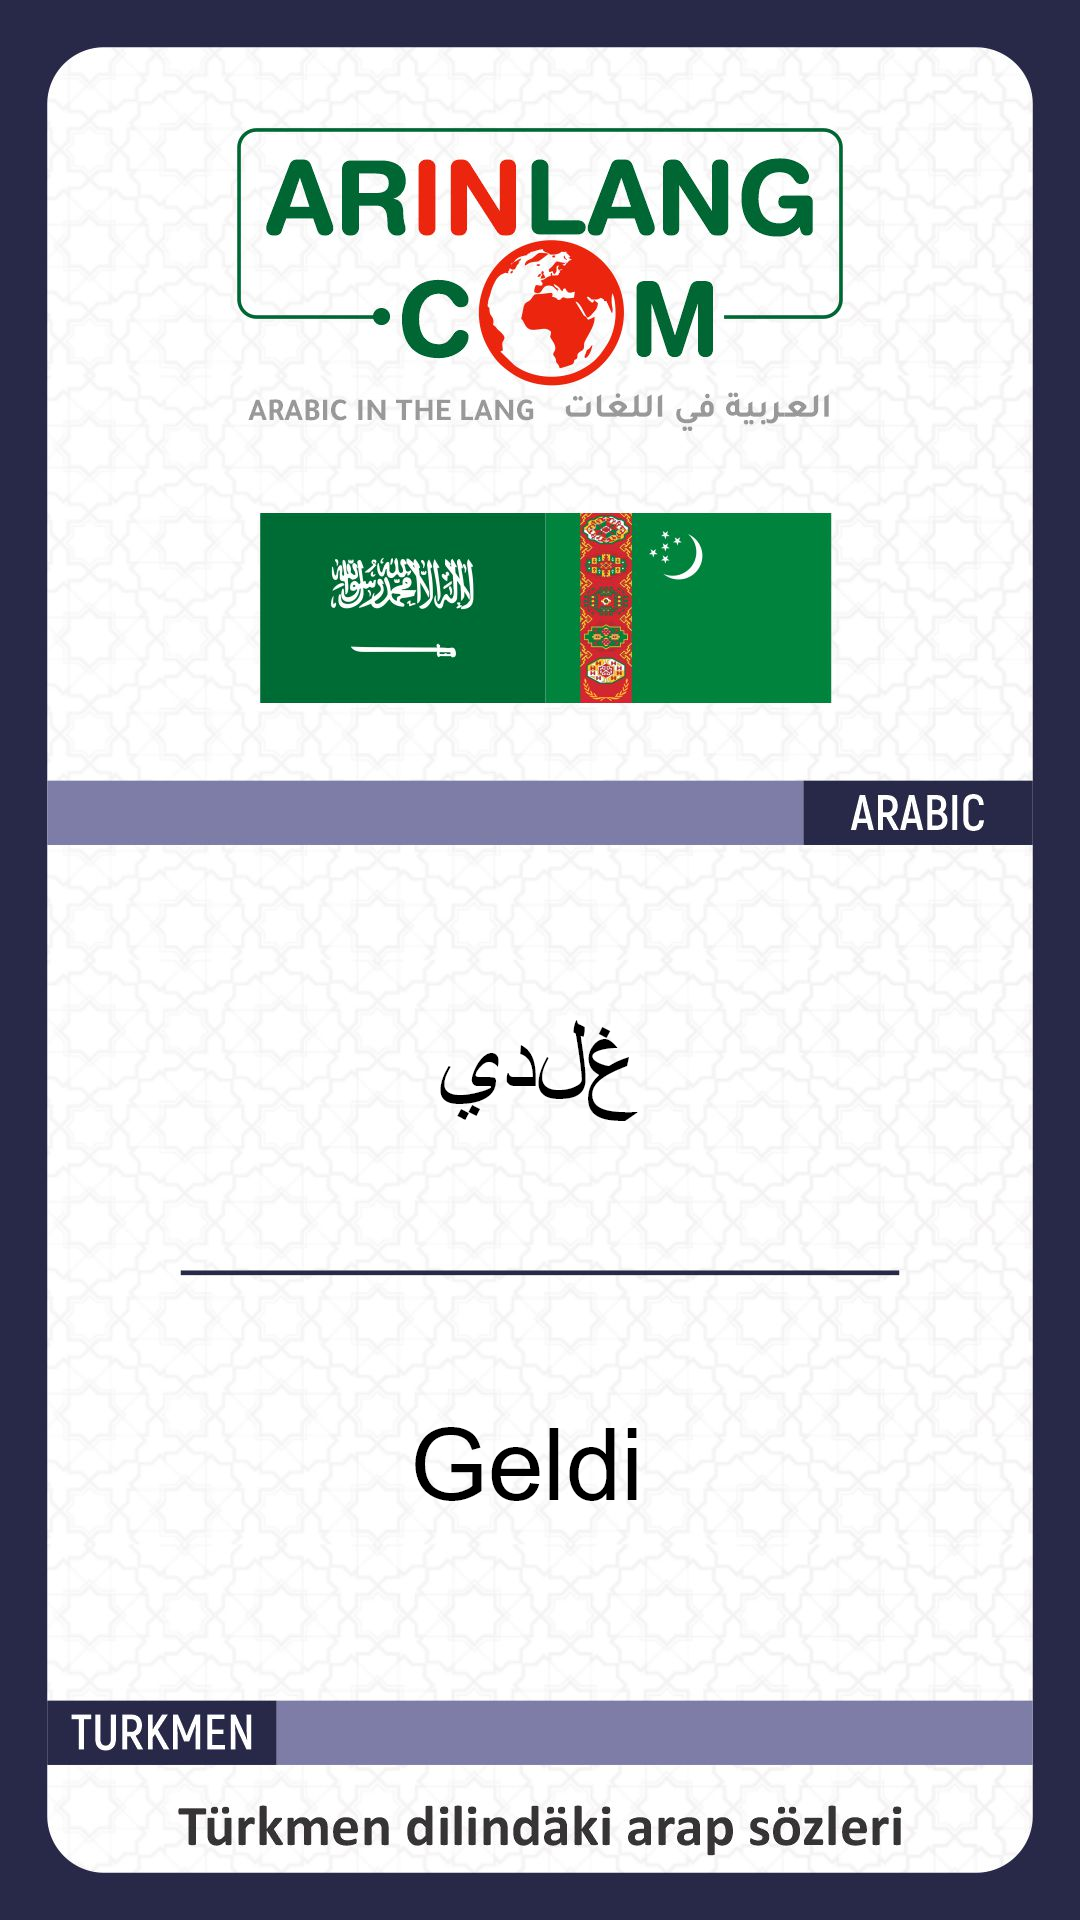 ARINLANG
.COM
ARABIC IN THE LANG العربية في اللغات
لا إله إلا الله محمد رسول الله
ARABIC
غلدي
Geldi
TURKMEN
Türkmen dilindäki arap sözleri